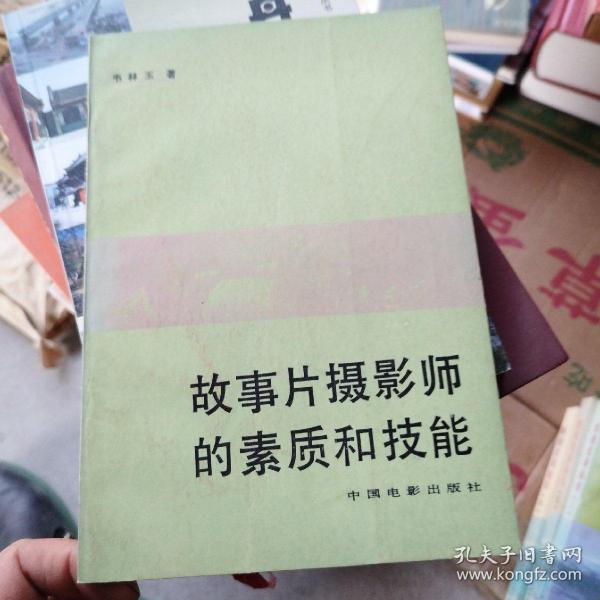 韦林玉 著
故事片摄影师
的素质和技能
中国电影出版社
孔夫子旧书网
www.kongfz.com